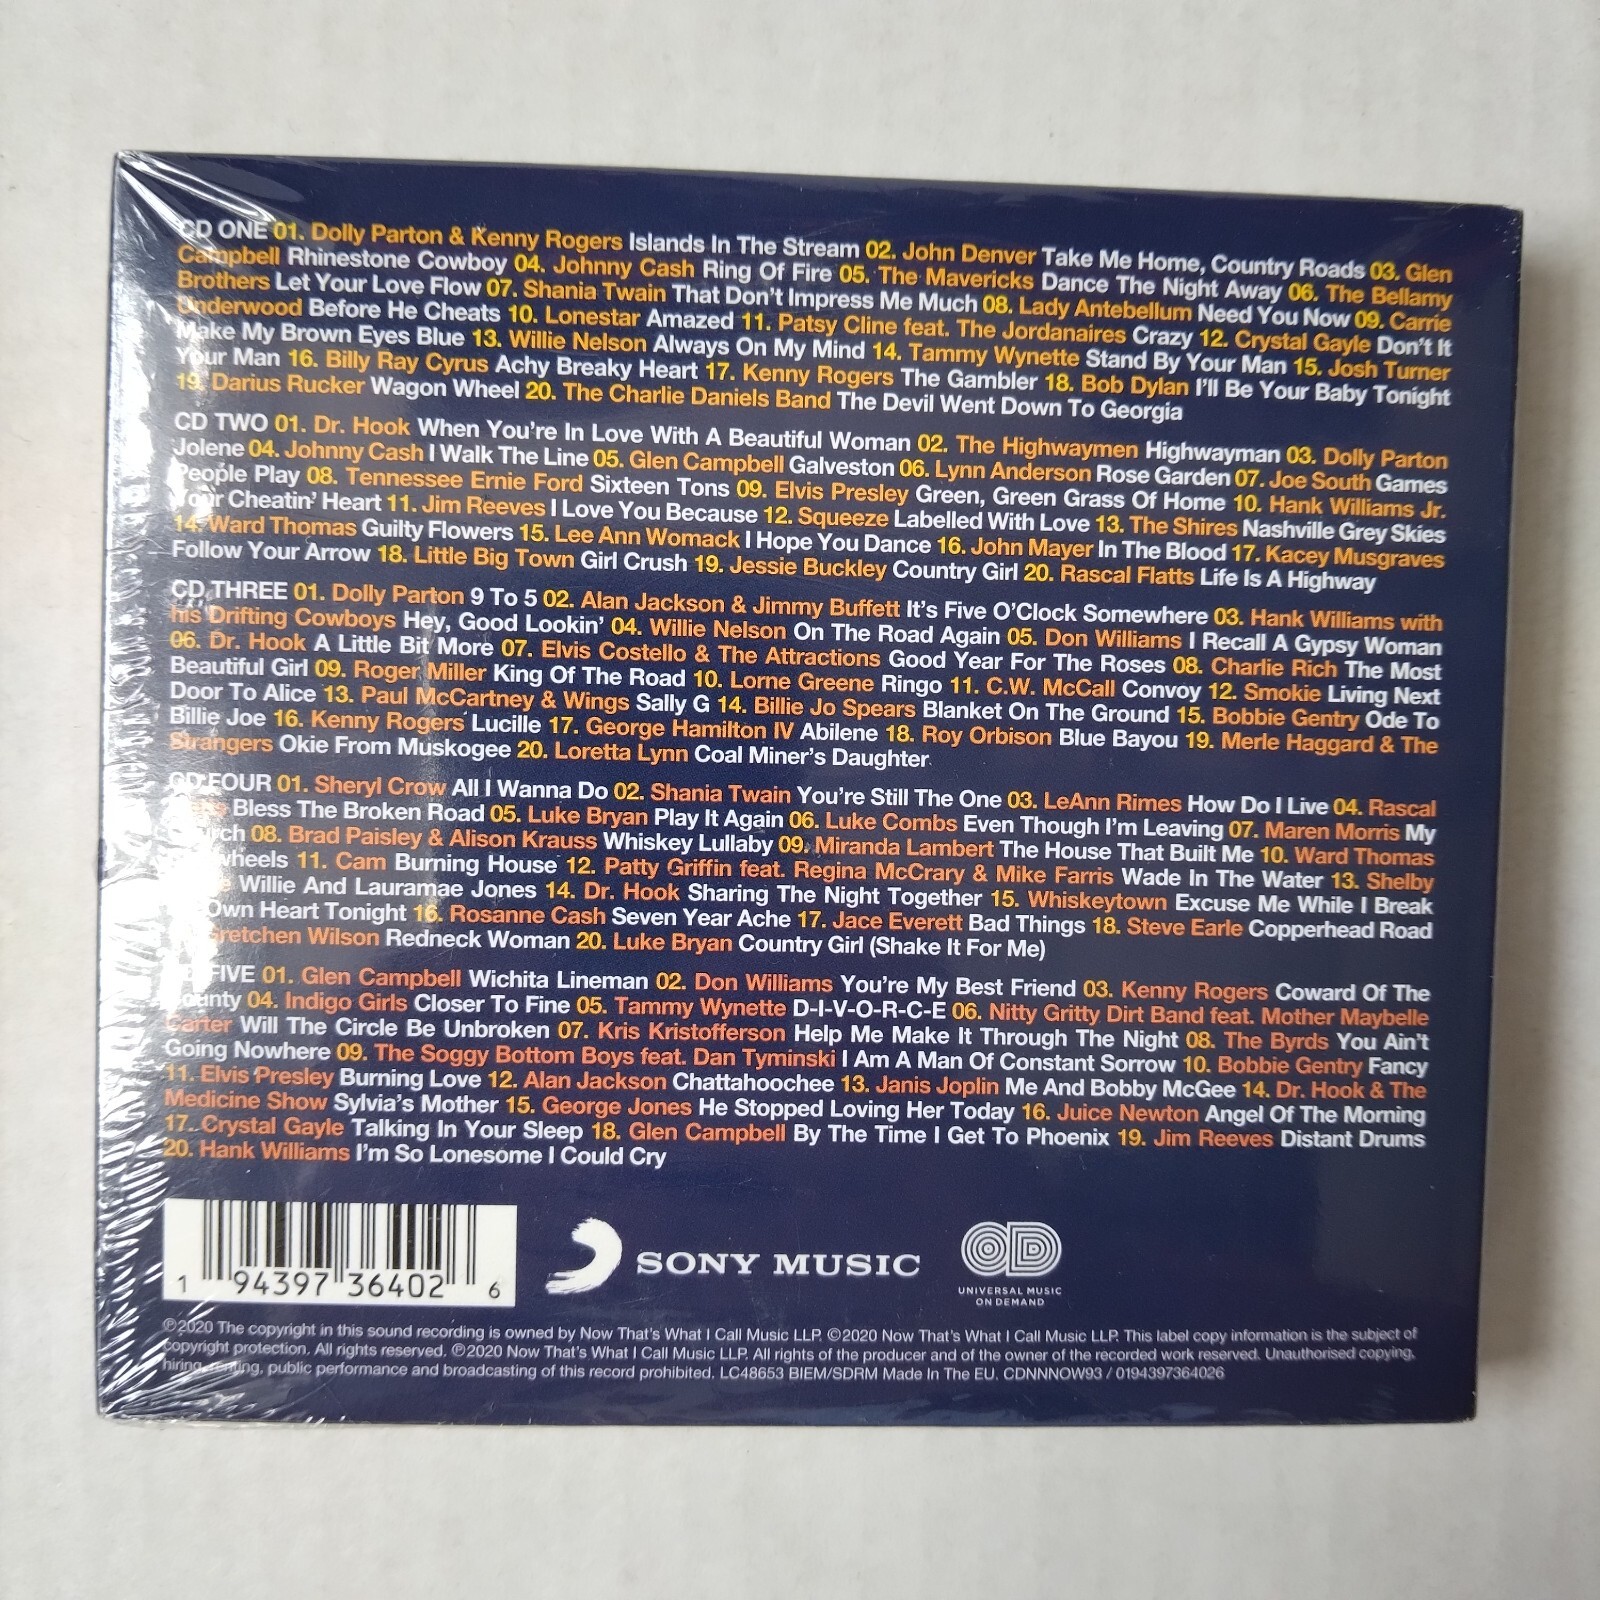 CD ONE 01. Dolly Parton & Kenny Rogers Islands In The Stream 02. John Denver Take Me Home, Country Roads 03. Glen
Campbell Rhinestone Cowboy 04. Johnny Cash Ring Of Fire 05. The Mavericks Dance The Night Away 06. The Bellamy
Brothers Let Your Love Flow 07. Shania Twain That Don't Impress Me Much 08. Lady Antebellum Need You Now 09. Carrie
Underwood Before He Cheats 10. Lonestar Amazed 11. Patsy Cline feat. The Jordanaires Crazy 12. Crystal Gayle Don't It
Make My Brown Eyes Blue 13. Willie Nelson Always On My Mind 14. Tammy Wynette Stand By Your Man 15. Josh Turner
Your Man 16. Billy Ray Cyrus Achy Breaky Heart 17. Kenny Rogers The Gambler 18. Bob Dylan I'll Be Your Baby Tonight
19. Darius Rucker Wagon Wheel 20. The Charlie Daniels Band The Devil Went Down To Georgia
CD TWO 01. Dr. Hook When You're In Love With A Beautiful Woman 02. The Highwaymen Highwayman 03. Dolly Parton
Jolene 04. Johnny Cash I Walk The Line 05. Glen Campbell Galveston 06. Lynn Anderson Rose Garden 07. Joe South Games
People Play 08. Tennessee Ernie Ford Sixteen Tons 09. Elvis Presley Green, Green Grass Of Home 10. Hank Williams Jr.
Your Cheatin' Heart 11. Jim Reeves I Love You Because 12. Squeeze Labelled With Love 13. The Shires Nashville Grey Skies
14. Ward Thomas Guilty Flowers 15. Lee Ann Womack I Hope You Dance 16. John Mayer In The Blood 17. Kacey Musgraves
Follow Your Arrow 18. Little Big Town Girl Crush 19. Jessie Buckley Country Girl 20. Rascal Flatts Life Is A Highway
CD THREE 01. Dolly Parton 9 To 5 02. Alan Jackson & Jimmy Buffett It's Five O'Clock Somewhere 03. Hank Williams with
his Drifting Cowboys Hey, Good Lookin' 04. Willie Nelson On The Road Again 05. Don Williams I Recall A Gypsy Woman
06. Dr. Hook A Little Bit More 07. Elvis Costello & The Attractions Good Year For The Roses 08. Charlie Rich The Most
Beautiful Girl 09. Roger Miller King Of The Road 10. Lorne Greene Ringo 11. C.W. McCall Convoy 12. Smokie Living Next
Door To Alice 13. Paul McCartney & Wings Sally G 14. Billie Jo Spears Blanket On The Ground 15. Bobbie Gentry Ode To
Billie Joe 16. Kenny Rogers Lucille 17. George Hamilton IV Abilene 18. Roy Orbison Blue Bayou 19. Merle Haggard & The
Strangers Okie From Muskogee 20. Loretta Lynn Coal Miner's Daughter
CD FOUR 01. Sheryl Crow All I Wanna Do 02. Shania Twain You're Still The One 03. LeAnn Rimes How Do I Live 04. Rascal
Bless The Broken Road 05. Luke Bryan Play It Again 06. Luke Combs Even Though I'm Leaving 07. Maren Morris My
Church 08. Brad Paisley & Alison Krauss Whiskey Lullaby 09. Miranda Lambert The House That Built Me 10. Ward Thomas
11. Cam Burning House 12. Patty Griffin feat. Regina McCrary & Mike Farris Wade In The Water 13. Shelby
Willie And Lauramae Jones 14. Dr. Hook Sharing The Night Together 15. Whiskeytown Excuse Me While I Break
Own Heart Tonight 16. Rosanne Cash Seven Year Ache 17. Jace Everett Bad Things 18. Steve Earle Copperhead Road
Gretchen Wilson Redneck Woman 20. Luke Bryan Country Girl (Shake It For Me)
FIVE 01. Glen Campbell Wichita Lineman 02. Don Williams You're My Best Friend 03. Kenny Rogers Coward Of The
County 04. Indigo Girls Closer To Fine 05. Tammy Wynette D-I-V-O-R-C-E 06. Nitty Gritty Dirt Band feat. Mother Maybelle
Carter Will The Circle Be Unbroken 07. Kris Kristofferson Help Me Make It Through The Night 08. The Byrds You Ain't
Going Nowhere 09. The Soggy Bottom Boys feat. Dan Tyminski I Am A Man Of Constant Sorrow 10. Bobbie Gentry Fancy
11. Elvis Presley Burning Love 12. Alan Jackson Chattahoochee 13. Janis Joplin Me And Bobby McGee 14. Dr. Hook & The
Medicine Show Sylvia's Mother 15. George Jones He Stopped Loving Her Today 16. Juice Newton Angel Of The Morning
17. Crystal Gayle Talking In Your Sleep 18. Glen Campbell By The Time I Get To Phoenix 19. Jim Reeves Distant Drums
20. Hank Williams I'm So Lonesome I Could Cry
1 94397 36402 6
SONY MUSIC
OD
UNIVERSAL MUSIC
ON DEMAND
℗2020 The copyright in this sound recording is owned by Now That's What I Call Music LLP. ©2020 Now That's What I Call Music LLP. This label copy information is the subject of
copyright protection. All rights reserved. ℗2020 Now That's What I Call Music LLP. All rights of the producer and of the owner of the recorded work reserved. Unauthorised copying,
hiring, renting, public performance and broadcasting of this record prohibited. LC48653 BIEM/SDRM Made In The EU. CDNNNOW93 / 0194397364026